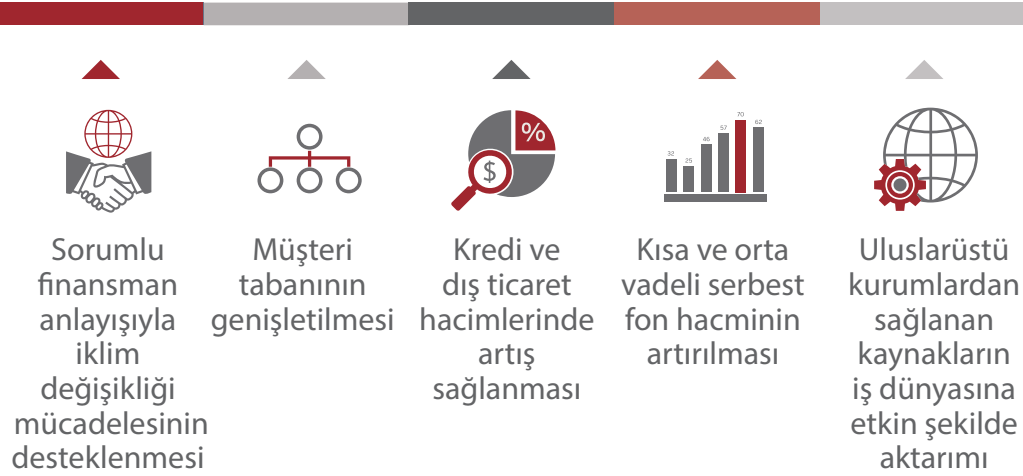 Sorumlu
finansman
anlayışıyla
iklim
değişikliği
mücadelesinin
desteklenmesi
Müşteri
tabanının
genişletilmesi
%
$
Kredi ve
dış ticaret
hacimlerinde
artış
sağlanması
32
25
46
57
70
62
Kısa ve orta
vadeli serbest
fon hacminin
artırılması
Uluslarüstü
kurumlardan
sağlanan
kaynakların
iş dünyasına
etkin şekilde
aktarımı